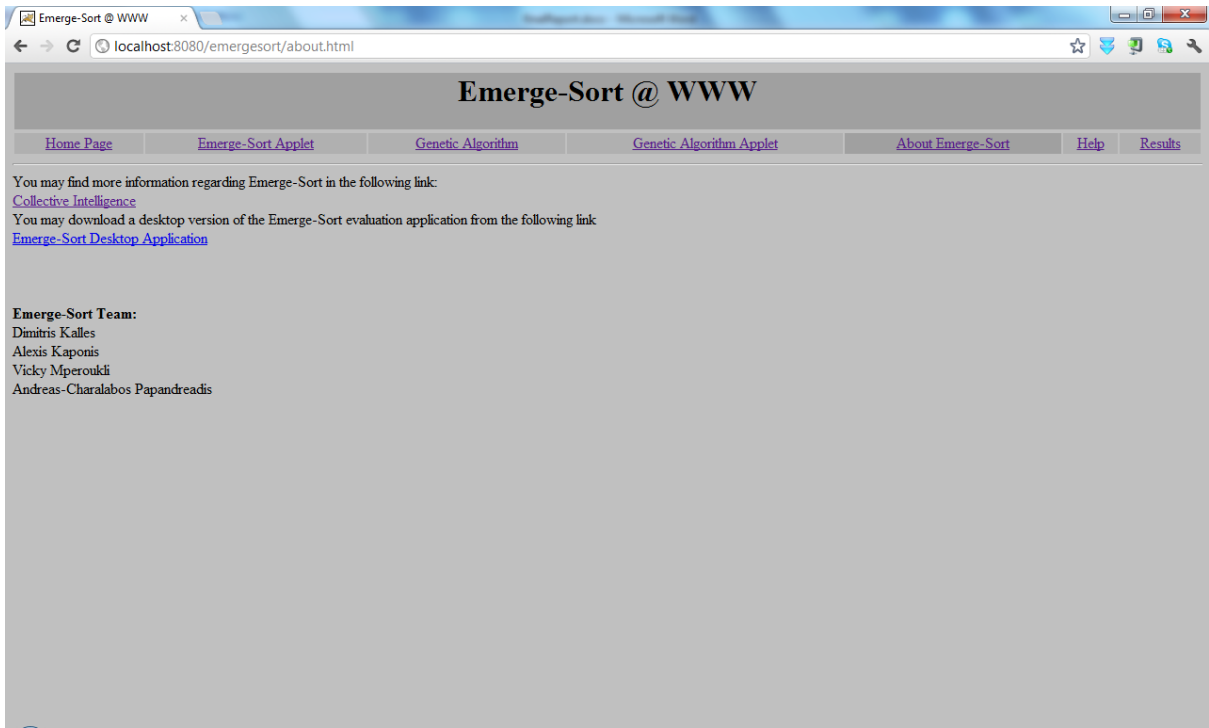 Emerge-Sort @ WWW
localhost:8080/emergesort/about.html
Emerge-Sort @ WWW
Home Page Emerge-Sort Applet Genetic Algorithm Genetic Algorithm Applet About Emerge-Sort Help Results
You may find more information regarding Emerge-Sort in the following link:
Collective Intelligence
You may download a desktop version of the Emerge-Sort evaluation application from the following link
Emerge-Sort Desktop Application
Emerge-Sort Team:
Dimitris Kalles
Alexis Kaponis
Vicky Mperoukli
Andreas-Charalabos Papandreadis